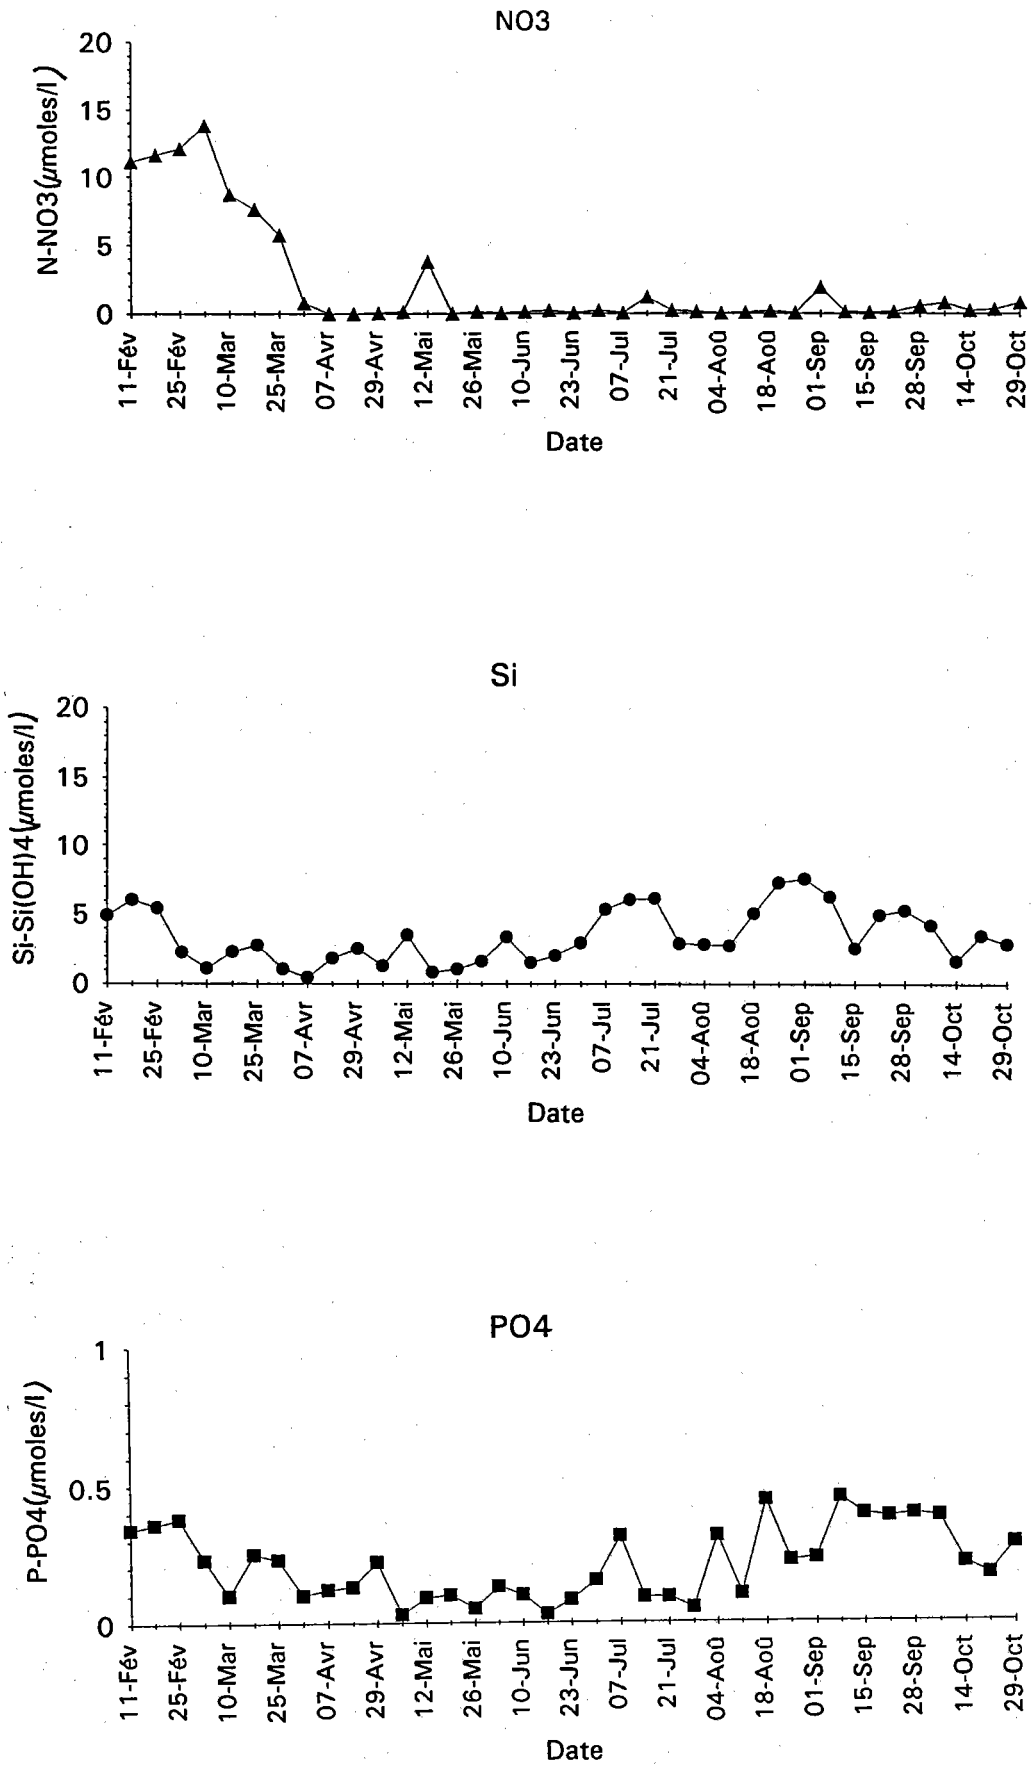 NO3
N-NO3(µmoles/l)
20
15
10
5
0
11-Fév
25-Fév
10-Mar
25-Mar
07-Avr
29-Avr
12-Mai
26-Mai
10-Jun
23-Jun
07-Jul
21-Jul
04-Aoû
18-Aoû
01-Sep
15-Sep
28-Sep
14-Oct
29-Oct
Date
Si
Si-Si(OH)4(µmoles/l)
20
15
10
5
0
11-Fév
25-Fév
10-Mar
25-Mar
07-Avr
29-Avr
12-Mai
26-Mai
10-Jun
23-Jun
07-Jul
21-Jul
04-Aoû
18-Aoû
01-Sep
15-Sep
28-Sep
14-Oct
29-Oct
Date
PO4
P-PO4(µmoles/l)
1
0.5
0
11-Fév
25-Fév
10-Mar
25-Mar
07-Avr
29-Avr
12-Mai
26-Mai
10-Jun
23-Jun
07-Jul
21-Jul
04-Aoû
18-Aoû
01-Sep
15-Sep
28-Sep
14-Oct
29-Oct
Date